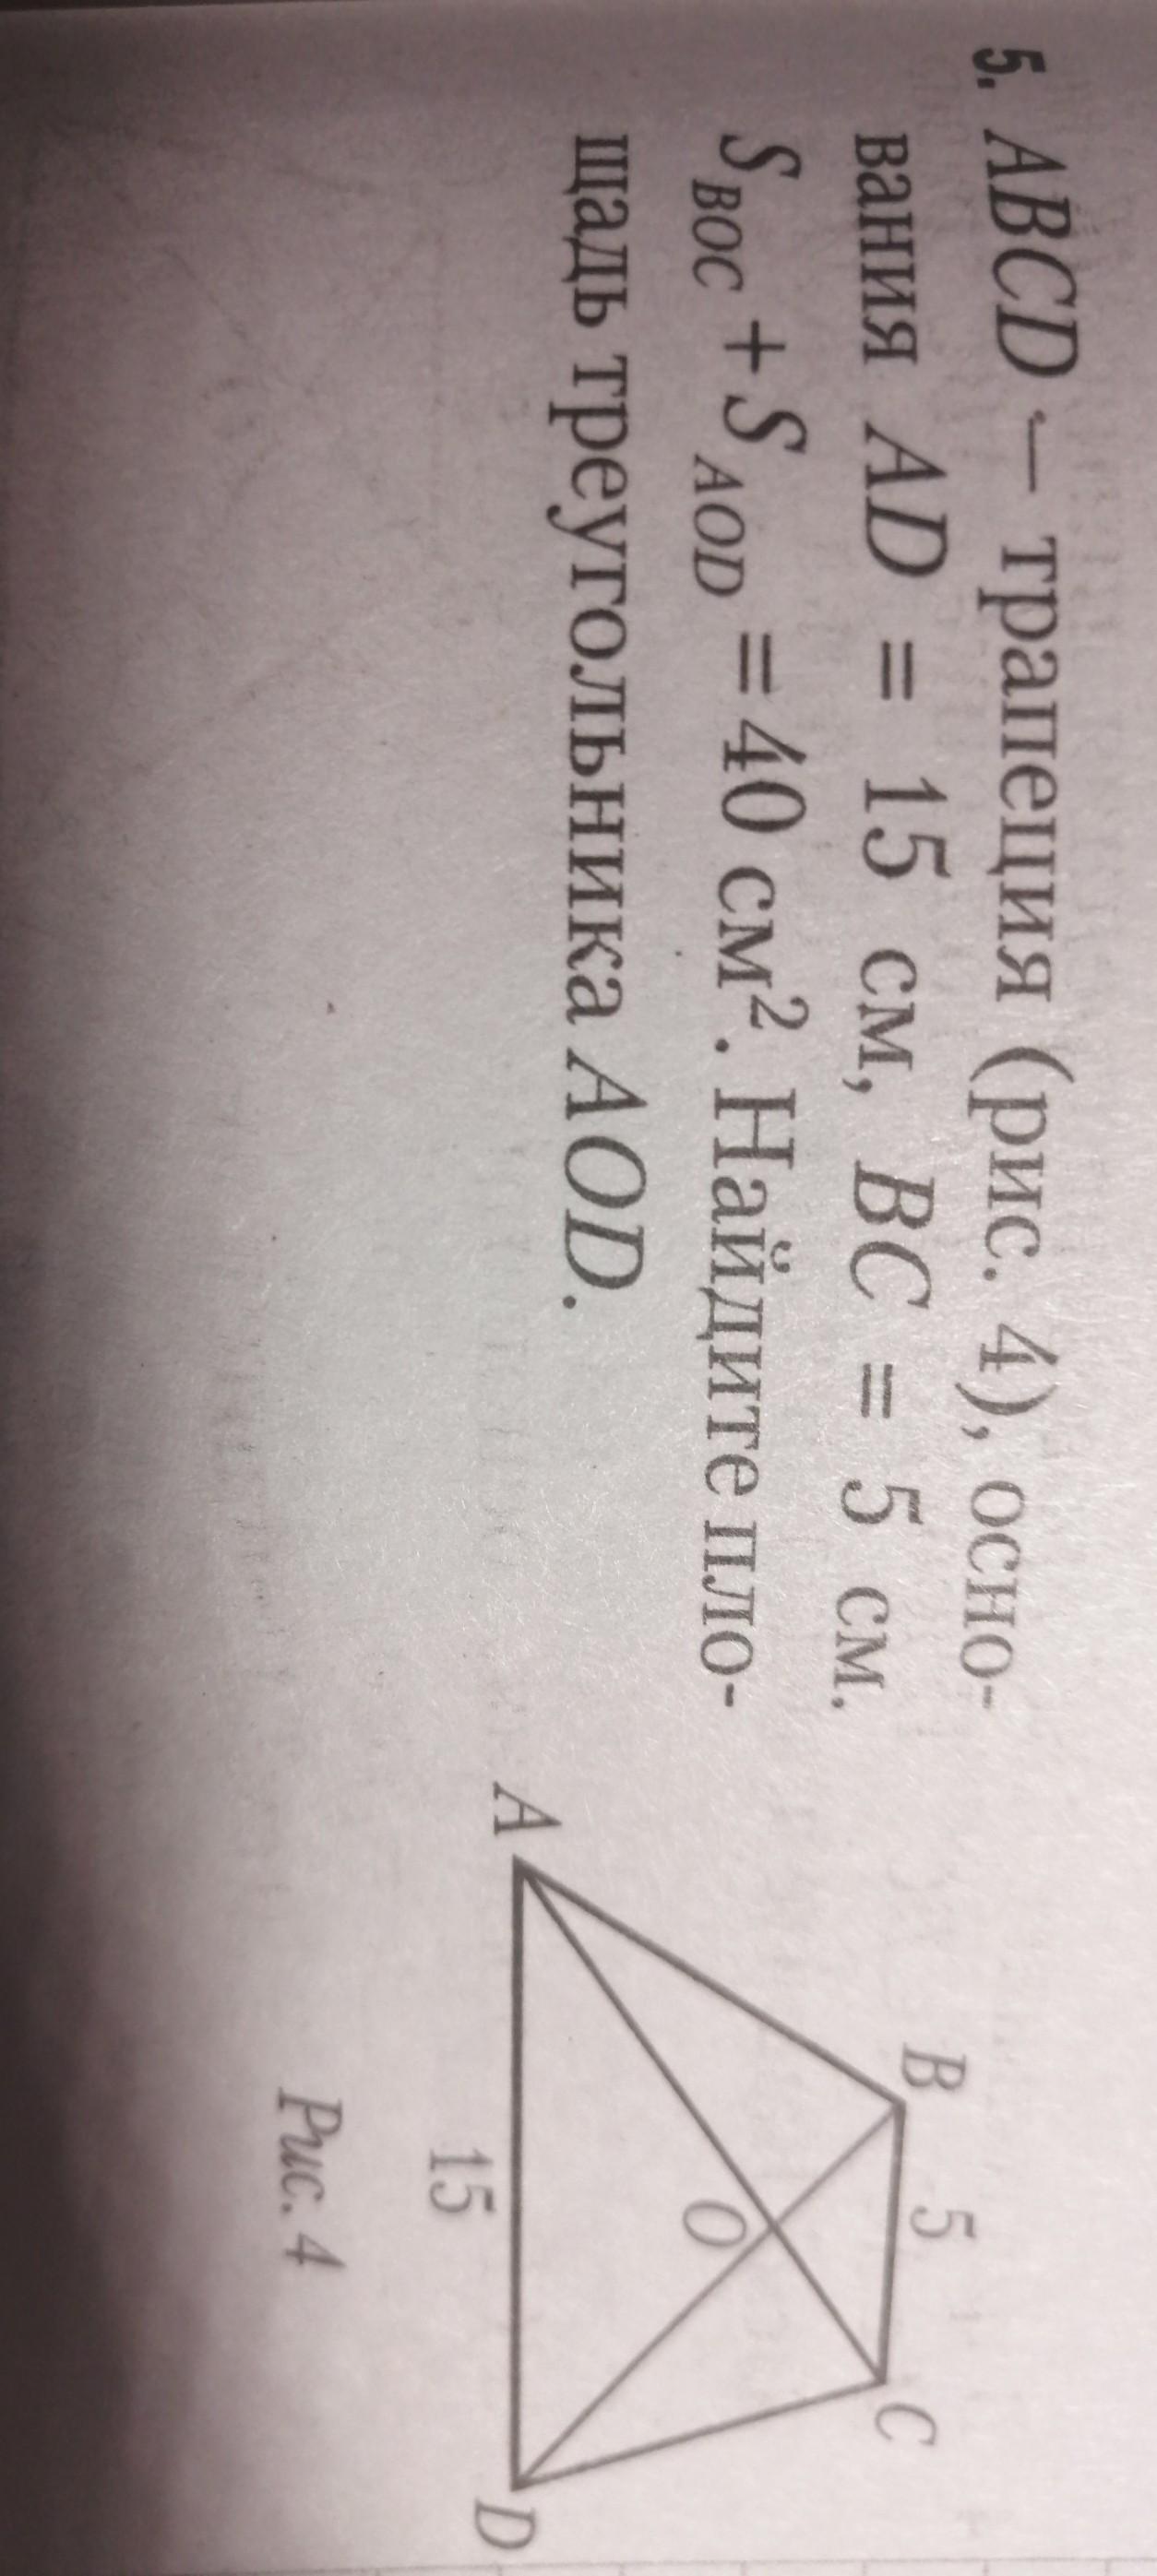 5. ABCD — трапеция (рис. 4), осно-
вания AD = 15 см, BC = 5 см.
S_BOC + S_AOD = 40 см². Найдите пло-
щадь треугольника AOD.
B
5
C
O
A
15
D
Рис. 4